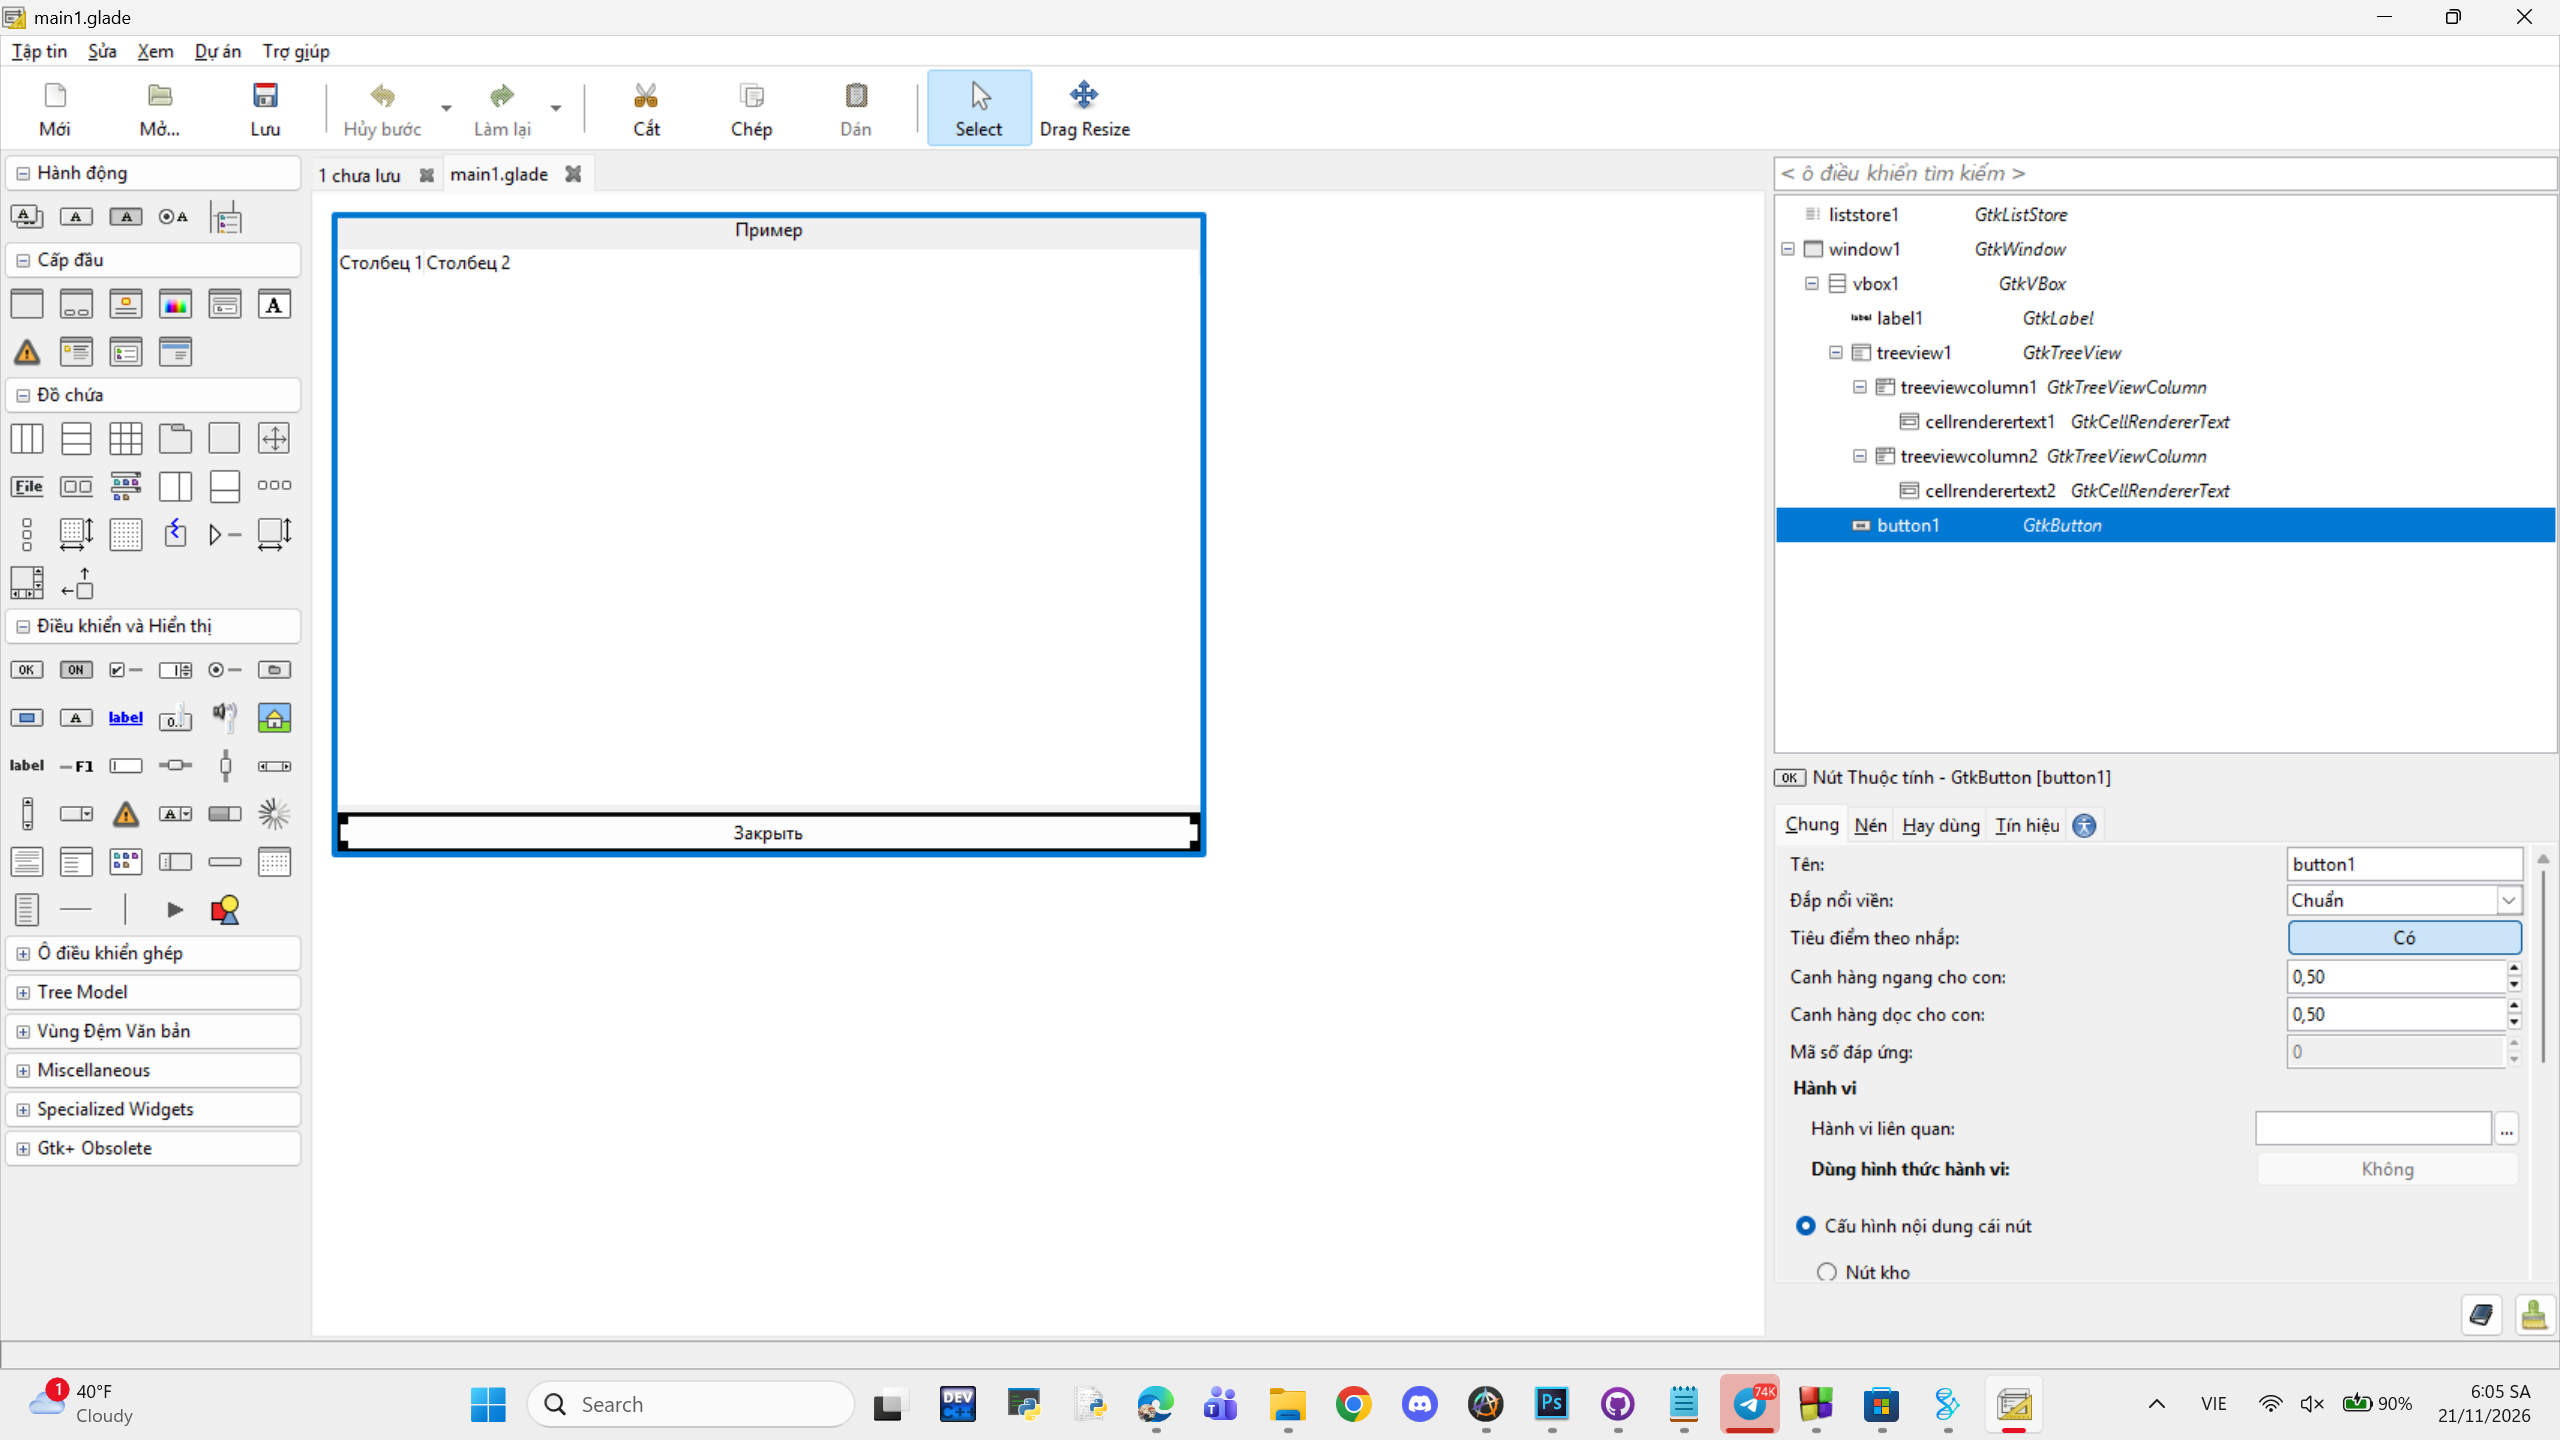 main1.glade
Tập tin Sửa Xem Dự án Trợ giúp
Mới Mở... Lưu Hủy bước Làm lại Cắt Chép Dán Select Drag Resize
Hành động
1 chưa lưu main1.glade
< ô điều khiển tìm kiếm >
Cấp đầu
Đồ chứa
File
Điều khiển và Hiển thị
OK ON
label
label F1
Ô điều khiển ghép
Tree Model
Vùng Đệm Văn bản
Miscellaneous
Specialized Widgets
Gtk+ Obsolete
Пример
Столбец 1 Столбец 2
Закрыть
liststore1 GtkListStore
window1 GtkWindow
vbox1 GtkVBox
label label1 GtkLabel
treeview1 GtkTreeView
treeviewcolumn1 GtkTreeViewColumn
cellrenderertext1 GtkCellRendererText
treeviewcolumn2 GtkTreeViewColumn
cellrenderertext2 GtkCellRendererText
button1 GtkButton
OK Nút Thuộc tính - GtkButton [button1]
Chung Nén Hay dùng Tín hiệu
Tên: button1
Đắp nổi viền: Chuẩn
Tiêu điểm theo nhắp: Có
Canh hàng ngang cho con: 0,50
Canh hàng dọc cho con: 0,50
Mã số đáp ứng: 0
Hành vi
Hành vi liên quan: ...
Dùng hình thức hành vi: Không
Cấu hình nội dung cái nút
Nút kho
1 40°F
Cloudy
Search
DEV C++
Ps
74K
VIE
90%
6:05 SA
21/11/2026